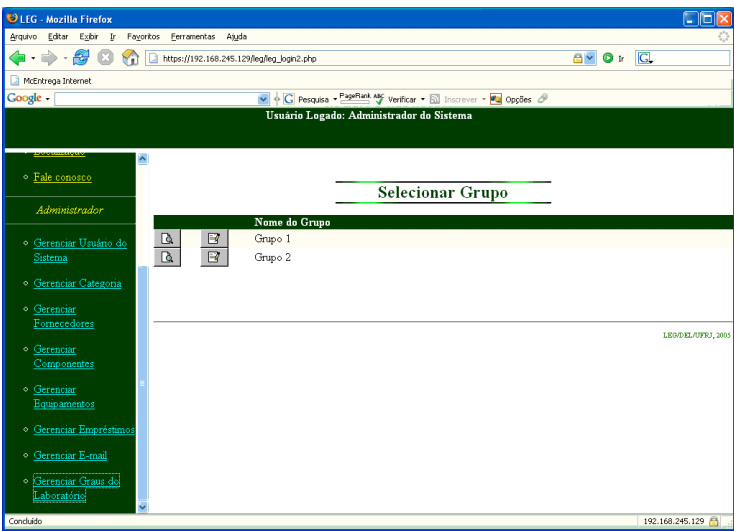 LEG - Mozilla Firefox
Arquivo Editar Exibir Ir Favoritos Ferramentas Ajuda
https://192.168.245.129/leg/leg_login2.php
Ir
McEntrega Internet
Google
Pesquisa
PageRank
Verificar
Inscrever
Opções
Usuário Logado: Administrador do Sistema
Localização
Fale conosco
Administrador
Gerenciar Usuário do
Sistema
Gerenciar Categoria
Gerenciar
Fornecedores
Gerenciar
Componentes
Gerenciar
Equipamentos
Gerenciar Empréstimos
Gerenciar E-mail
Gerenciar Graus do
Laboratório
Selecionar Grupo
Nome do Grupo
Grupo 1
Grupo 2
LEG/DEL/UFRJ, 2005
Concluído
192.168.245.129